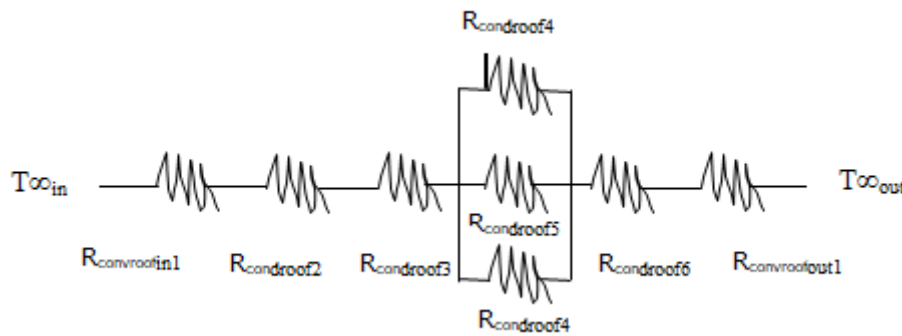 Rcondroof4
T∞in
T∞out
Rcondroof5
Rconvroofin1
Rcondroof2
Rcondroof3
Rcondroof6
Rconvroofout1
Rcondroof4